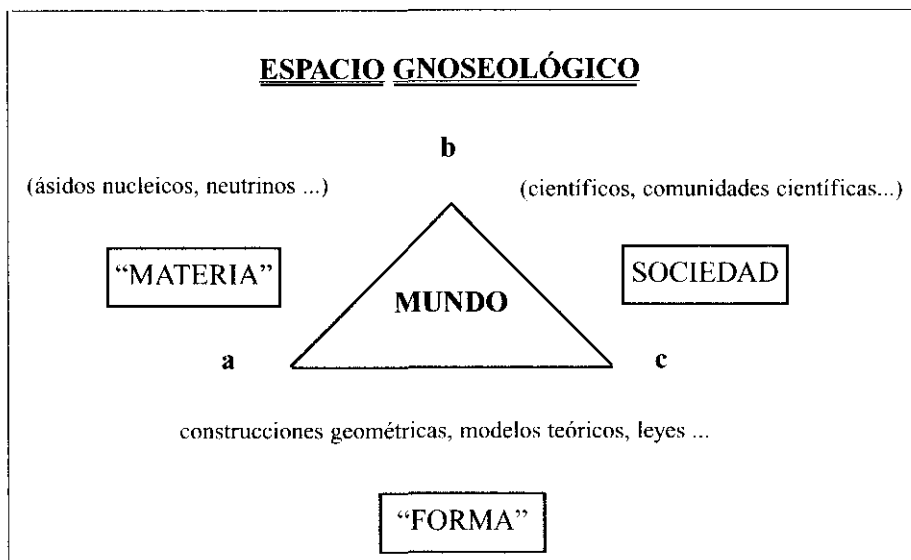 ESPACIO GNOSEOLÓGICO
b
(ásidos nucleicos, neutrinos ...)
(científicos, comunidades científicas...)
“MATERIA”
SOCIEDAD
MUNDO
a
c
construcciones geométricas, modelos teóricos, leyes ...
“FORMA”